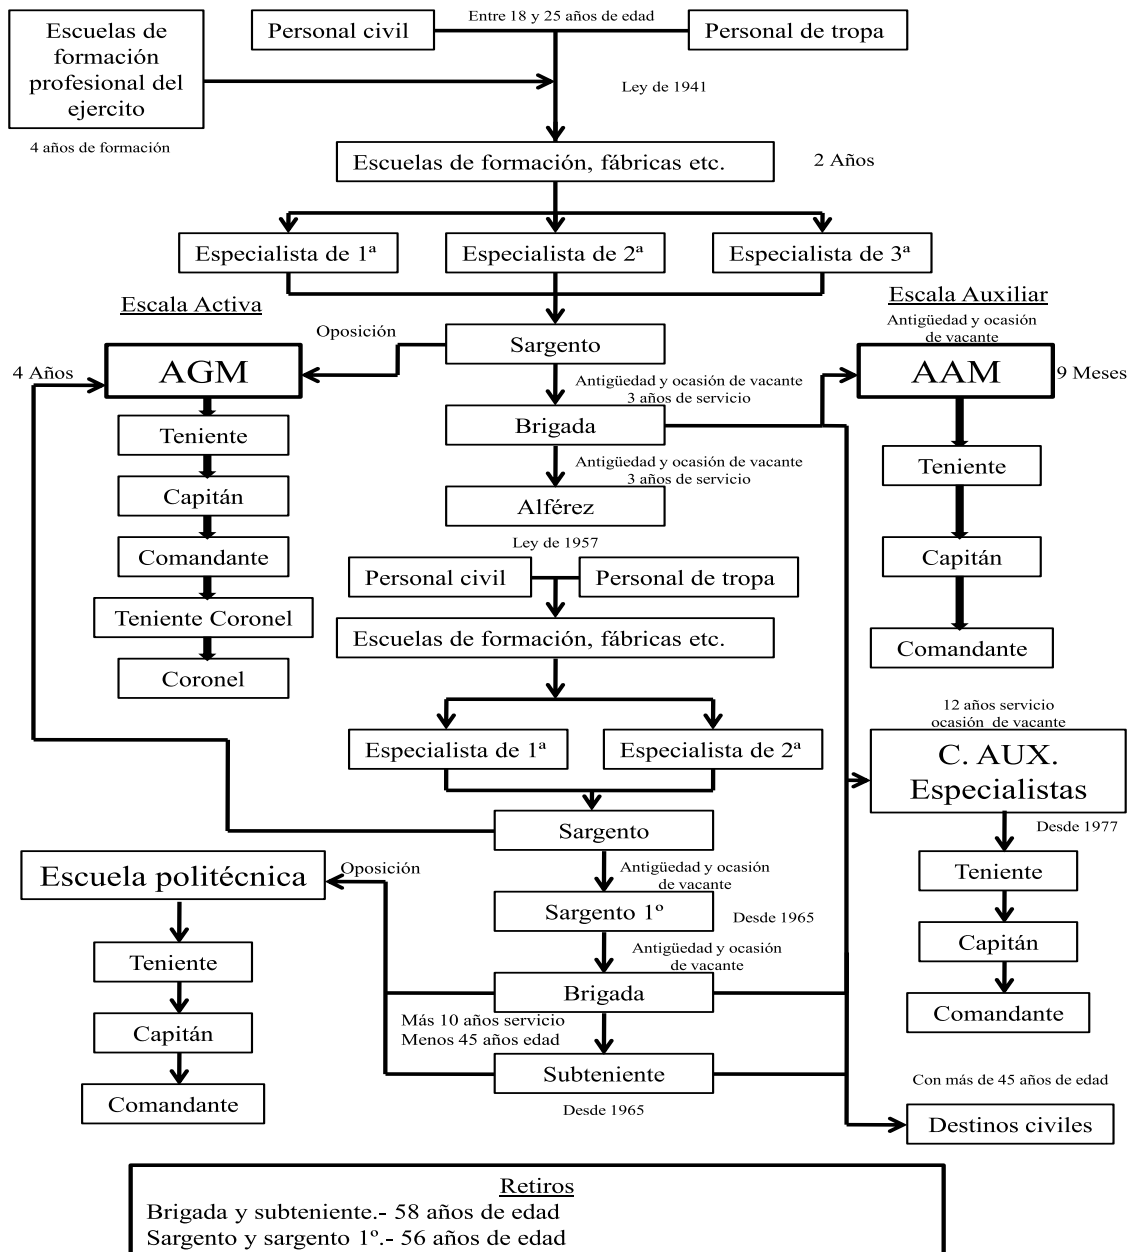 Entre 18 y 25 años de edad
Escuelas de
formación
profesional del
ejercito
Personal civil
Personal de tropa
Ley de 1941
4 años de formación
Escuelas de formación, fábricas etc.
2 Años
Especialista de 1ª
Especialista de 2ª
Especialista de 3ª
Escala Activa
Escala Auxiliar
Oposición
Sargento
Antigüedad y ocasión
de vacante
4 Años
AGM
AAM
9 Meses
Antigüedad y ocasión de vacante
3 años de servicio
Teniente
Brigada
Antigüedad y ocasión de vacante
3 años de servicio
Teniente
Capitán
Alférez
Ley de 1957
Comandante
Capitán
Personal civil
Personal de tropa
Teniente Coronel
Escuelas de formación, fábricas etc.
Comandante
Coronel
12 años servicio
ocasión de vacante
Especialista de 1ª
Especialista de 2ª
C. AUX.
Especialistas
Desde 1977
Sargento
Escuela politécnica
Oposición
Antigüedad y ocasión
de vacante
Teniente
Sargento 1º
Desde 1965
Antigüedad y ocasión
de vacante
Capitán
Teniente
Brigada
Comandante
Más 10 años servicio
Menos 45 años edad
Capitán
Subteniente
Con más de 45 años de edad
Comandante
Desde 1965
Destinos civiles
Retiros
Brigada y subteniente.- 58 años de edad
Sargento y sargento 1º.- 56 años de edad